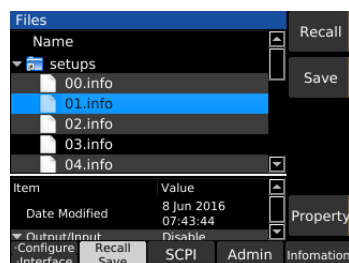 Files
Recall
Name
setups
00.info
Save
01.info
02.info
03.info
04.info
Item Value
Date Modified 8 Jun 2016 07:43:44
Property
Output/Input Disable
·Configure Recall SCPI Admin Infomation
·Interface Save